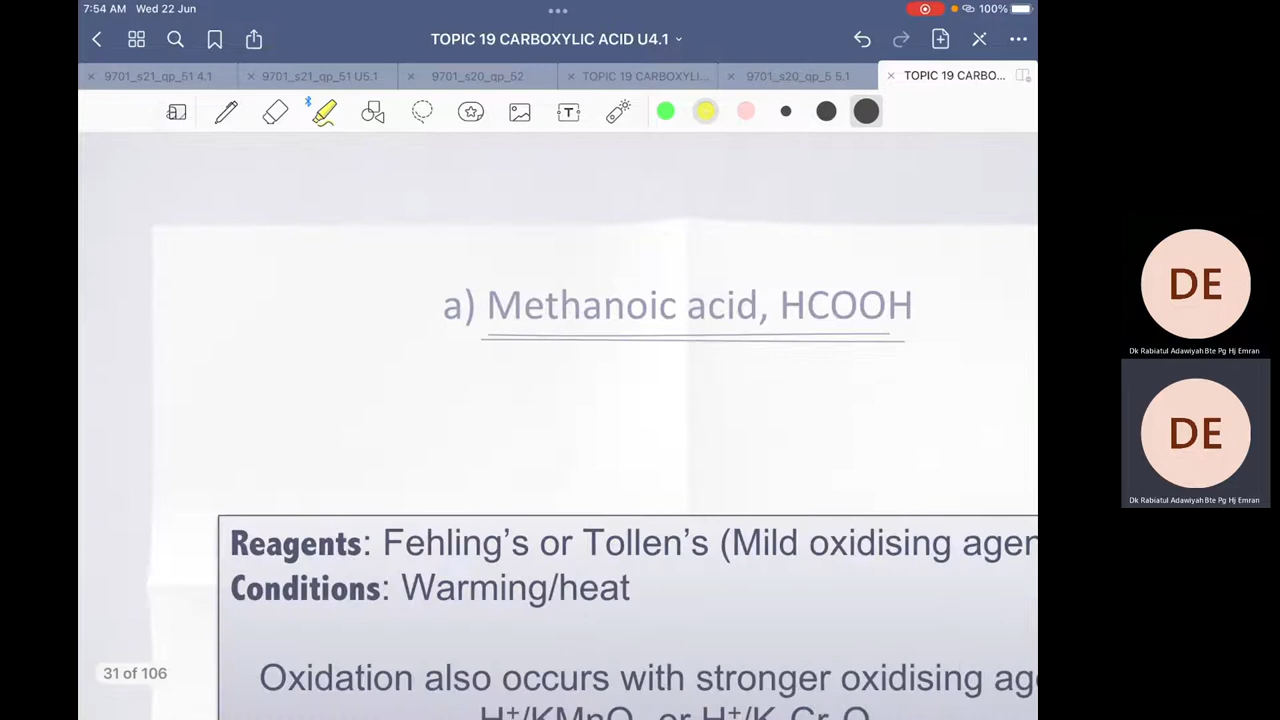 7:54 AM Wed 22 Jun
100%
TOPIC 19 CARBOXYLIC ACID U4.1
9701_s21_qp_51 4.1
9701_s21_qp_51 U5.1
9701_s20_qp_52
TOPIC 19 CARBOXYLI...
9701_s20_qp_5 5.1
TOPIC 19 CARBO...
a) Methanoic acid, HCOOH
Reagents: Fehling's or Tollen's (Mild oxidising agen
Conditions: Warming/heat
Oxidation also occurs with stronger oxidising ag
31 of 106
DE
Dk Rabiatul Adawiyah Bte Pg Hj Emran
DE
Dk Rabiatul Adawiyah Bte Pg Hj Emran